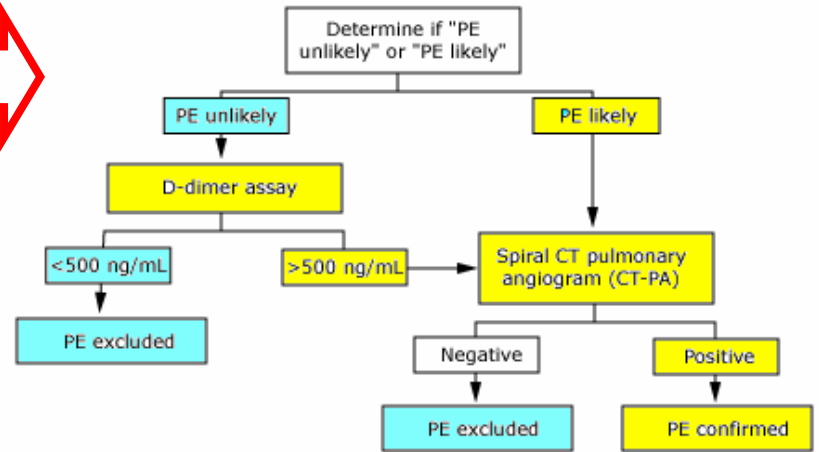 Determine if "PE
unlikely" or "PE likely"
PE unlikely
PE likely
D-dimer assay
<500 ng/mL
>500 ng/mL
Spiral CT pulmonary
angiogram (CT-PA)
PE excluded
Negative
Positive
PE excluded
PE confirmed